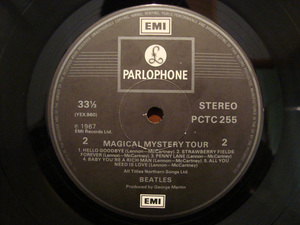 EMI
£
PARLOPHONE
33⅓
(YEX.960)
STEREO
PCTC 255
℗ 1967
EMI Records Ltd.
2
MAGICAL MYSTERY TOUR
2
1. HELLO GOODBYE (Lennon-McCartney) 2. STRAWBERRY FIELDS
FOREVER (Lennon-McCartney) 3. PENNY LANE (Lennon-McCartney)
4. BABY YOU'RE A RICH MAN (Lennon-McCartney) 5. ALL YOU
NEED IS LOVE (Lennon-McCartney)
All Titles Northern Songs Ltd.
BEATLES
Produced by George Martin
EMI